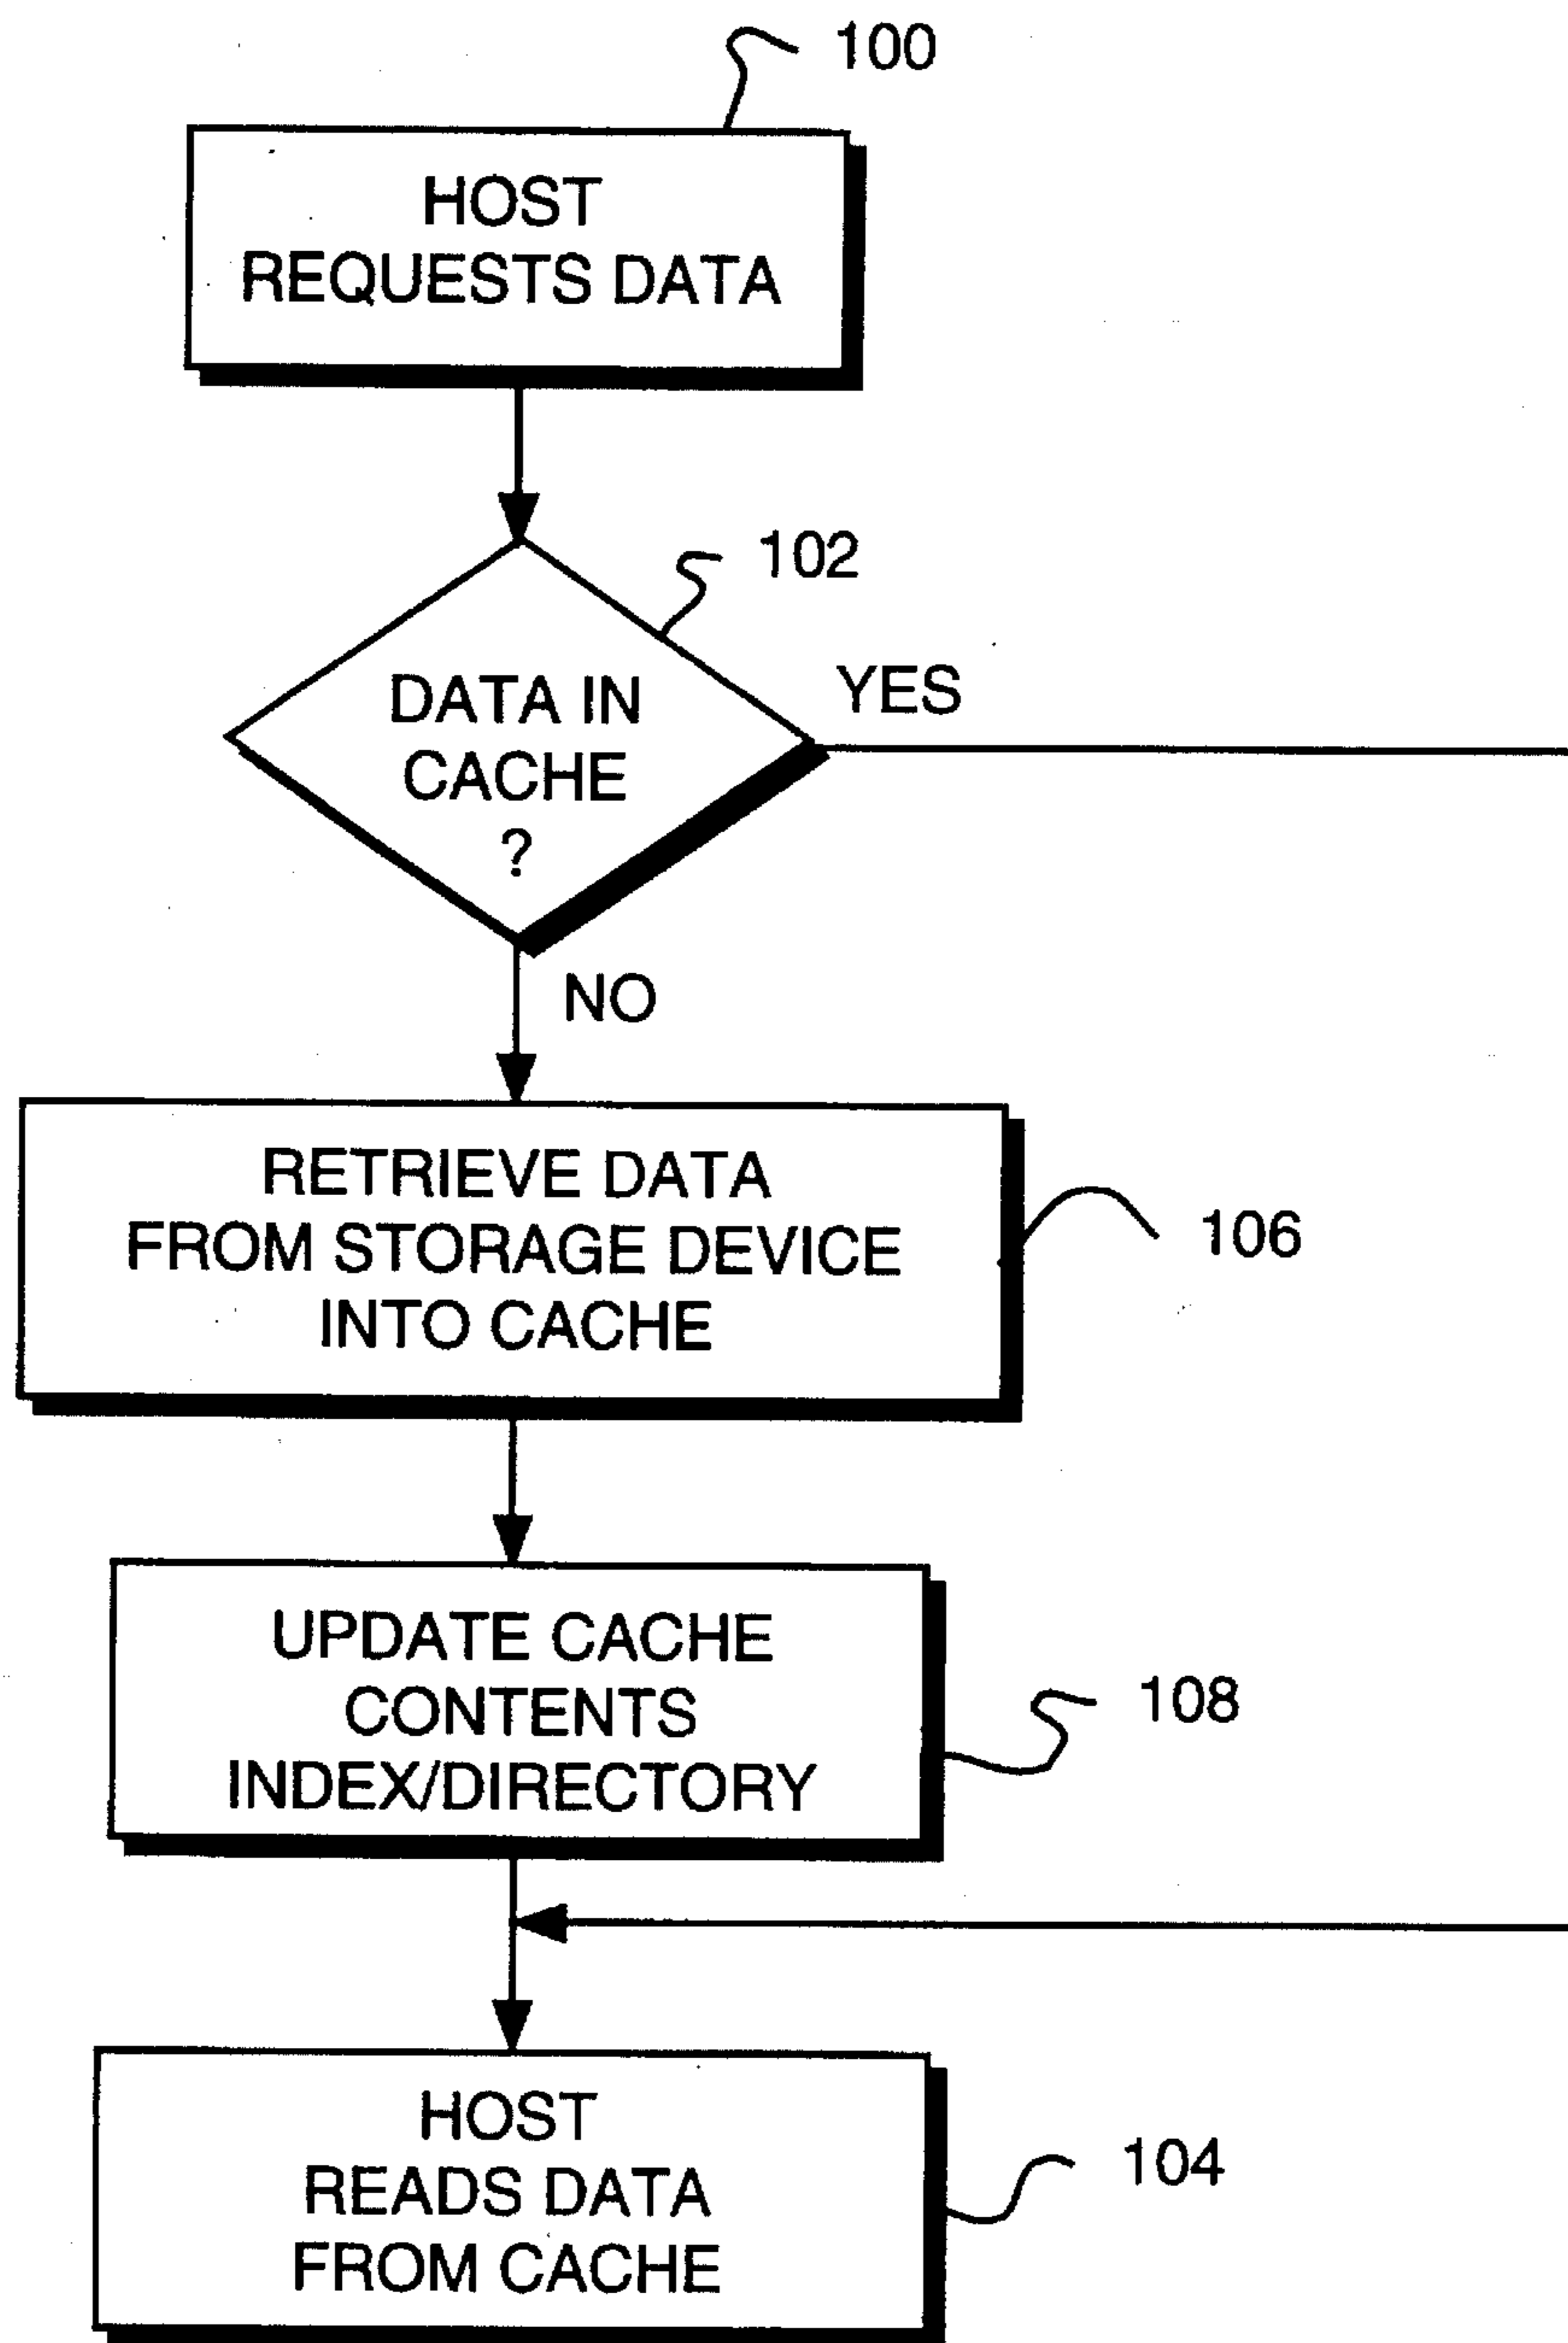 100
HOST
REQUESTS DATA
102
DATA IN
CACHE
?
YES
NO
RETRIEVE DATA
FROM STORAGE DEVICE
INTO CACHE
106
UPDATE CACHE
CONTENTS
INDEX/DIRECTORY
108
HOST
READS DATA
FROM CACHE
104